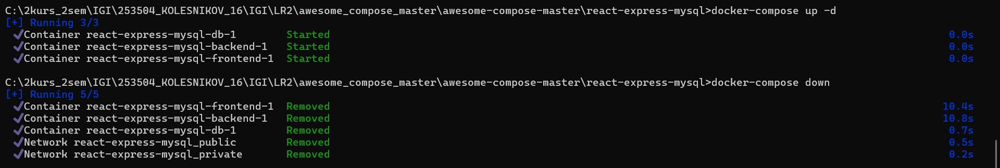 C:\2kurs_2sem\IGI\253504_KOLESNIKOV_16\IGI\LR2\awesome_compose_master\awesome-compose-master\react-express-mysql>docker-compose up -d
[+] Running 3/3
✔Container react-express-mysql-db-1 Started 0.0s
✔Container react-express-mysql-backend-1 Started 0.0s
✔Container react-express-mysql-frontend-1 Started 0.0s
C:\2kurs_2sem\IGI\253504_KOLESNIKOV_16\IGI\LR2\awesome_compose_master\awesome-compose-master\react-express-mysql>docker-compose down
[+] Running 5/5
✔Container react-express-mysql-frontend-1 Removed 10.4s
✔Container react-express-mysql-backend-1 Removed 10.8s
✔Container react-express-mysql-db-1 Removed 0.7s
✔Network react-express-mysql_public Removed 0.5s
✔Network react-express-mysql_private Removed 0.2s